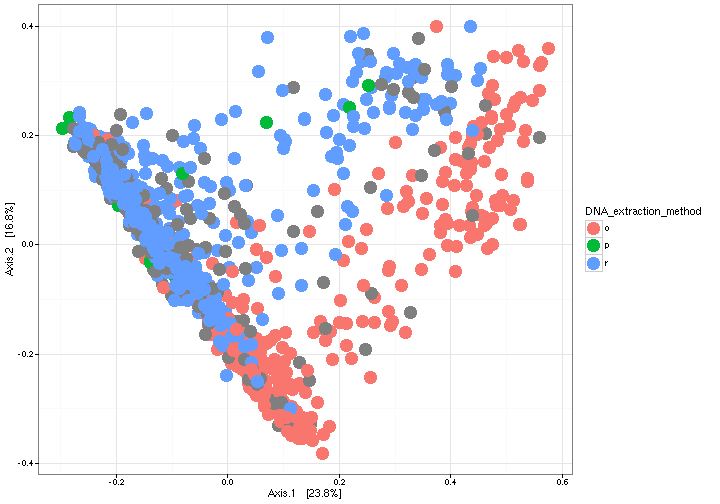 0.4
0.2
0.0
-0.2
-0.4
Axis.2 [16.8%]
-0.2 0.0 0.2 0.4 0.6
Axis.1 [23.8%]
DNA_extraction_method
o
p
r